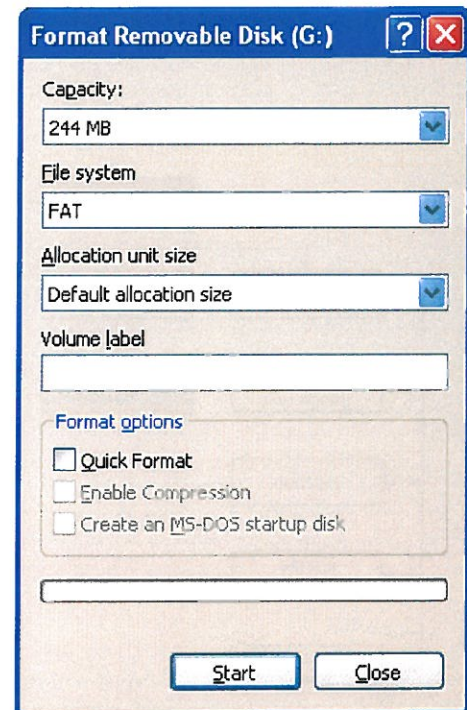 Format Removable Disk (G:)
?
Capacity:
244 MB
File system
FAT
Allocation unit size
Default allocation size
Volume label
Format options
Quick Format
Enable Compression
Create an MS-DOS startup disk
Start
Close